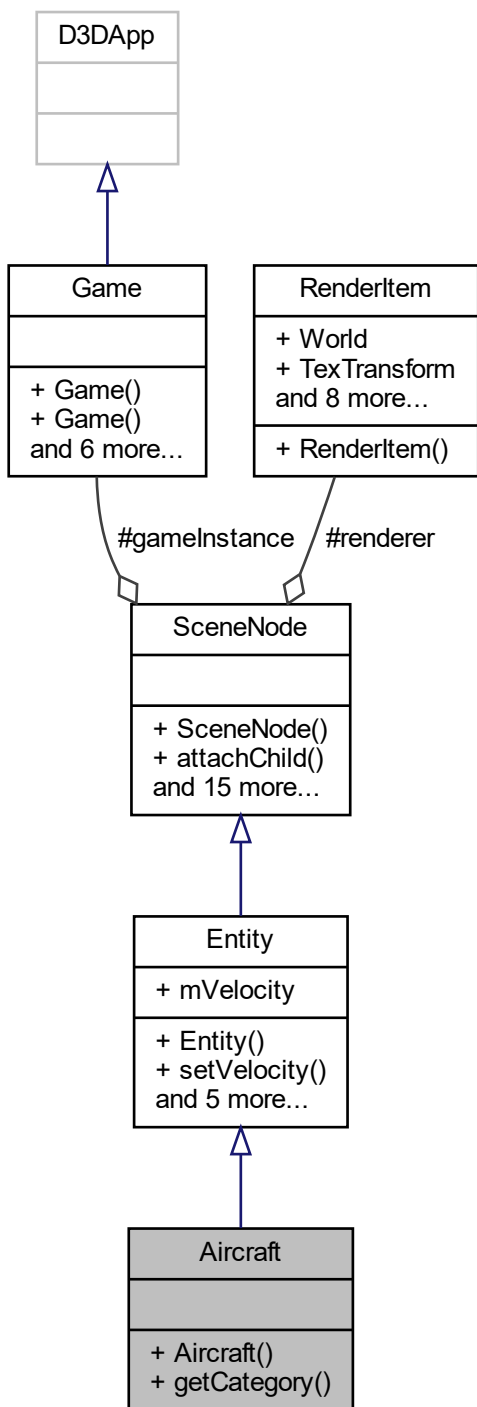 D3DApp
Game
+ Game()
+ Game()
and 6 more...
RenderItem
+ World
+ TexTransform
and 8 more...
+ RenderItem()
#gameInstance
#renderer
SceneNode
+ SceneNode()
+ attachChild()
and 15 more...
Entity
+ mVelocity
+ Entity()
+ setVelocity()
and 5 more...
Aircraft
+ Aircraft()
+ getCategory()